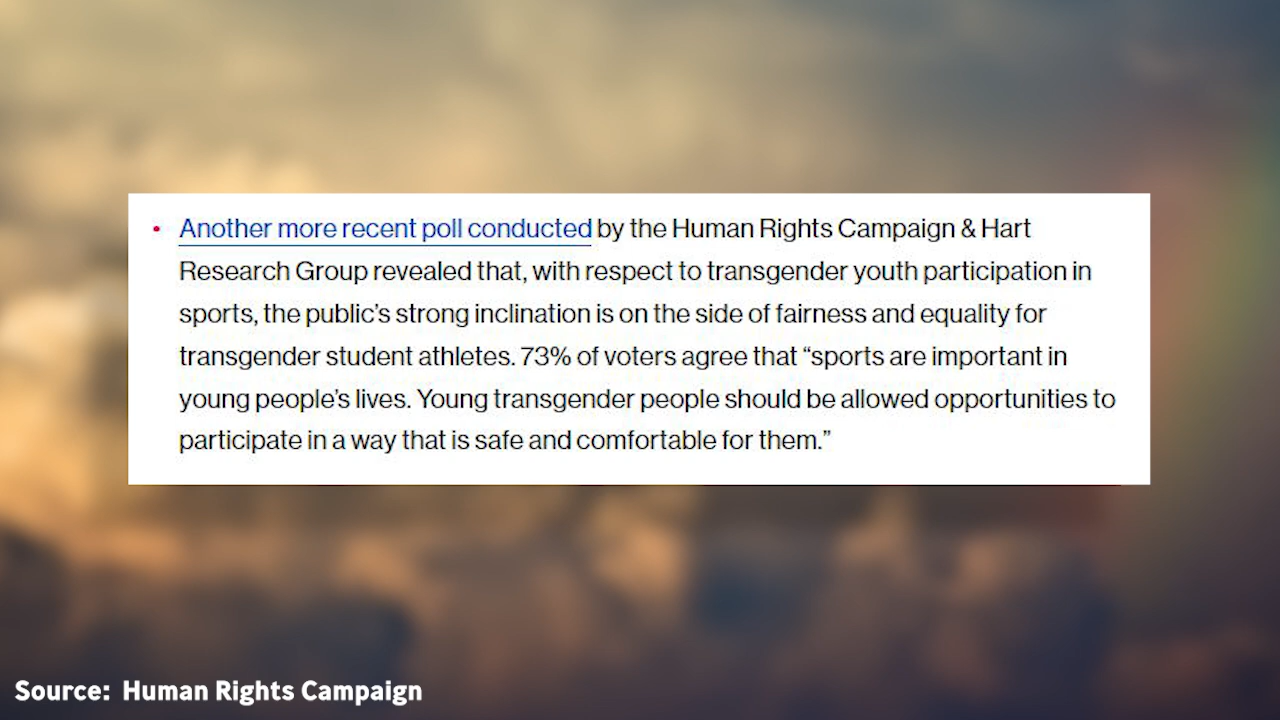 • Another more recent poll conducted by the Human Rights Campaign & Hart
Research Group revealed that, with respect to transgender youth participation in
sports, the public’s strong inclination is on the side of fairness and equality for
transgender student athletes. 73% of voters agree that “sports are important in
young people’s lives. Young transgender people should be allowed opportunities to
participate in a way that is safe and comfortable for them.”
Source: Human Rights Campaign